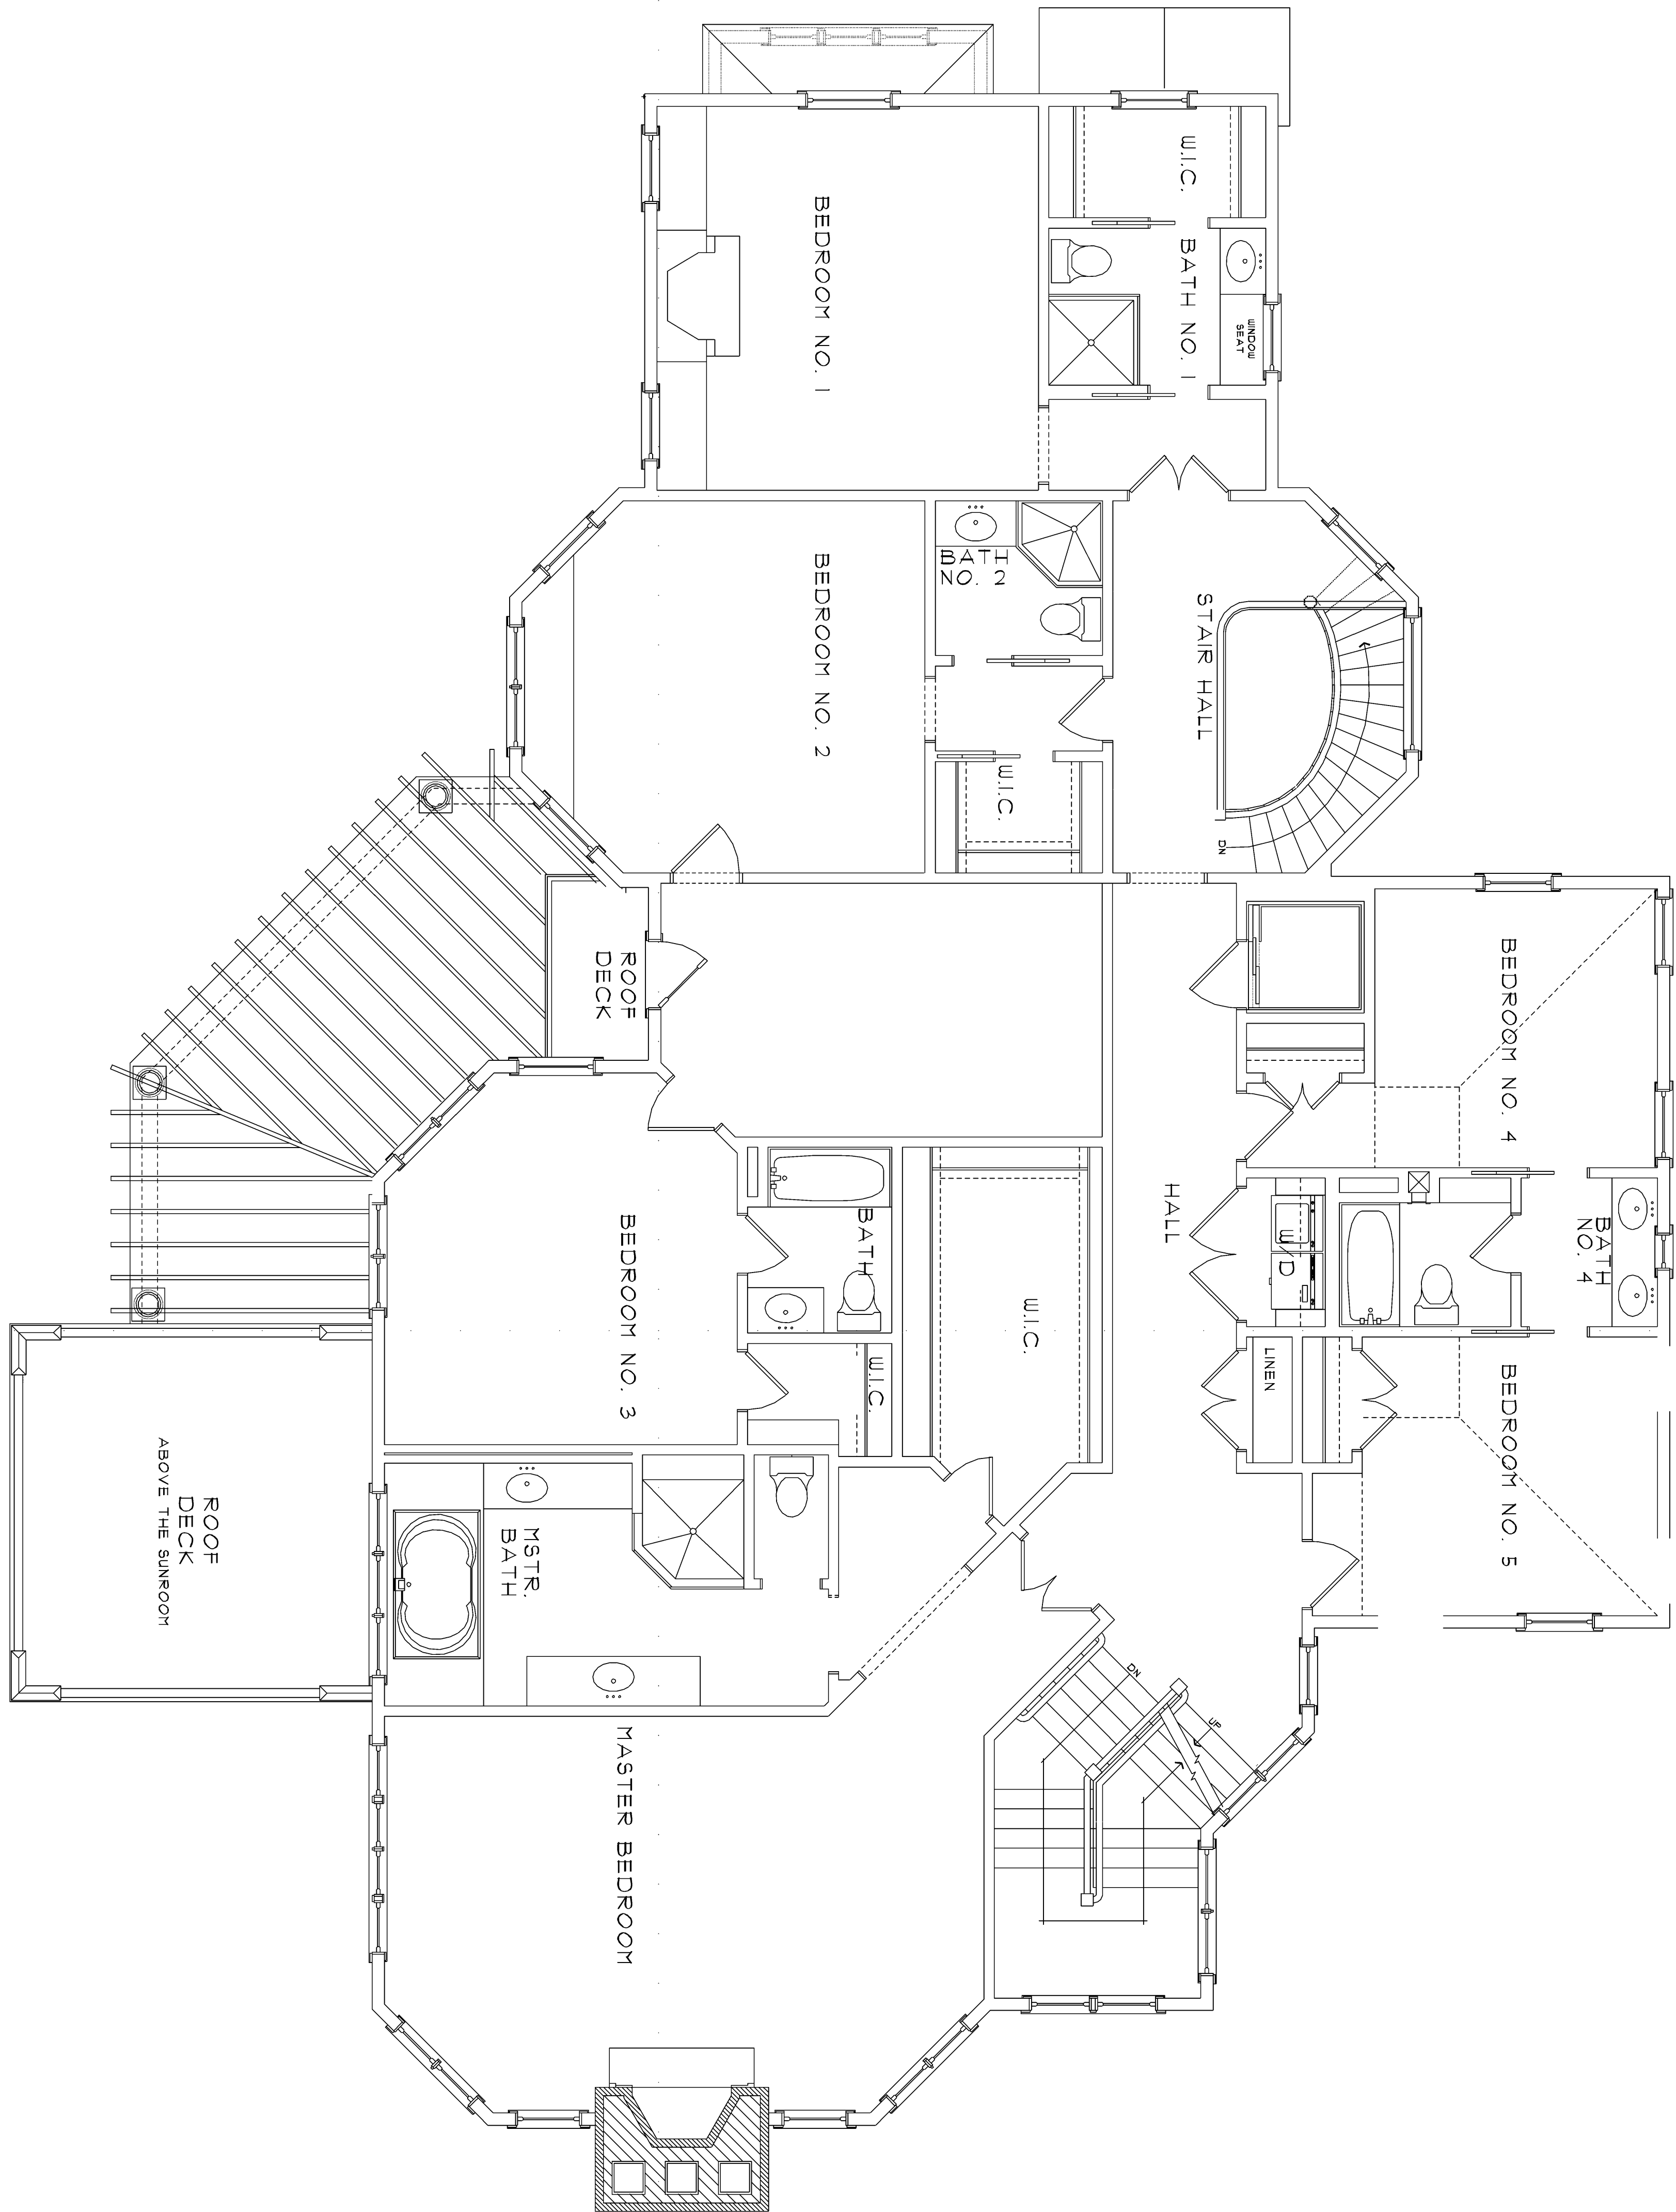 W.I.C.
BATH NO. 1
WINDOW
SEAT
BEDROOM NO. 1
BATH
NO. 2
STAIR HALL
DN
BEDROOM NO. 2
W.I.C.
ROOF
DECK
BEDROOM NO. 4
HALL
W/D
BATH
NO. 4
BATH
BEDROOM NO. 3
W.I.C.
W.I.C.
LINEN
BEDROOM NO. 5
ROOF
DECK
ABOVE THE SUNROOM
MSTR.
BATH
DN
UP
MASTER BEDROOM